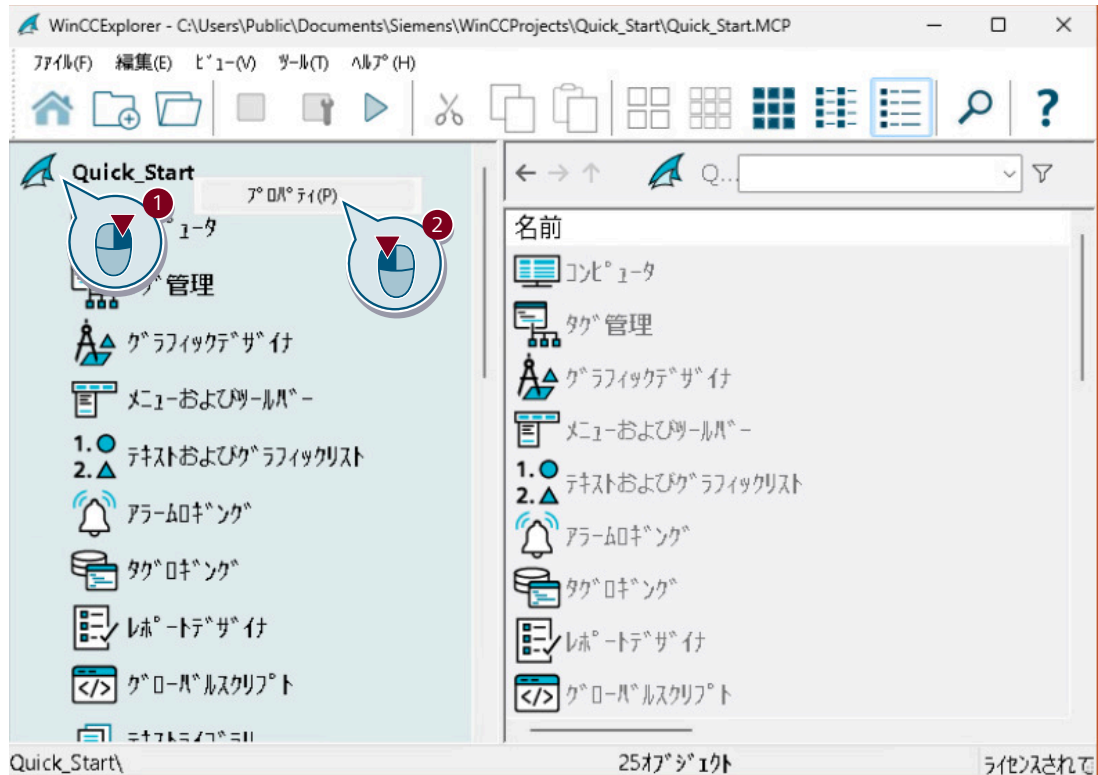 WinCCExplorer - C:\Users\Public\Documents\Siemens\WinCCProjects\Quick_Start\Quick_Start.MCP
ﾌｧｲﾙ(F) 編集(E) ﾋﾞｭｰ(V) ﾂｰﾙ(T) ﾍﾙﾌﾟ(H)
?
Quick_Start
ﾌﾟﾛﾊﾟﾃｨ(P)
1
2
ﾟｭｰﾀ
ﾞ管理
ｸﾞﾗﾌｨｯｸﾃﾞｻﾞｲﾅ
ﾒﾆｭｰおよびﾂｰﾙﾊﾞｰ
1.
2.
ﾃｷｽﾄおよびｸﾞﾗﾌｨｯｸﾘｽﾄ
ｱﾗｰﾑﾛｷﾞﾝｸﾞ
ﾀｸﾞﾛｷﾞﾝｸﾞ
ﾚﾎﾟｰﾄﾃﾞｻﾞｲﾅ
</> ｸﾞﾛｰﾊﾞﾙｽｸﾘﾌﾟﾄ
ﾃｷｽﾄﾗｲﾌﾞﾗﾘ
Q...
名前
ｺﾝﾋﾟｭｰﾀ
ﾀｸﾞ管理
ｸﾞﾗﾌｨｯｸﾃﾞｻﾞｲﾅ
ﾒﾆｭｰおよびﾂｰﾙﾊﾞｰ
1.
2.
ﾃｷｽﾄおよびｸﾞﾗﾌｨｯｸﾘｽﾄ
ｱﾗｰﾑﾛｷﾞﾝｸﾞ
ﾀｸﾞﾛｷﾞﾝｸﾞ
ﾚﾎﾟｰﾄﾃﾞｻﾞｲﾅ
</> ｸﾞﾛｰﾊﾞﾙｽｸﾘﾌﾟﾄ
Quick_Start\
25ｵﾌﾞｼﾞｪｸﾄ
ﾗｲｾﾝｽされて